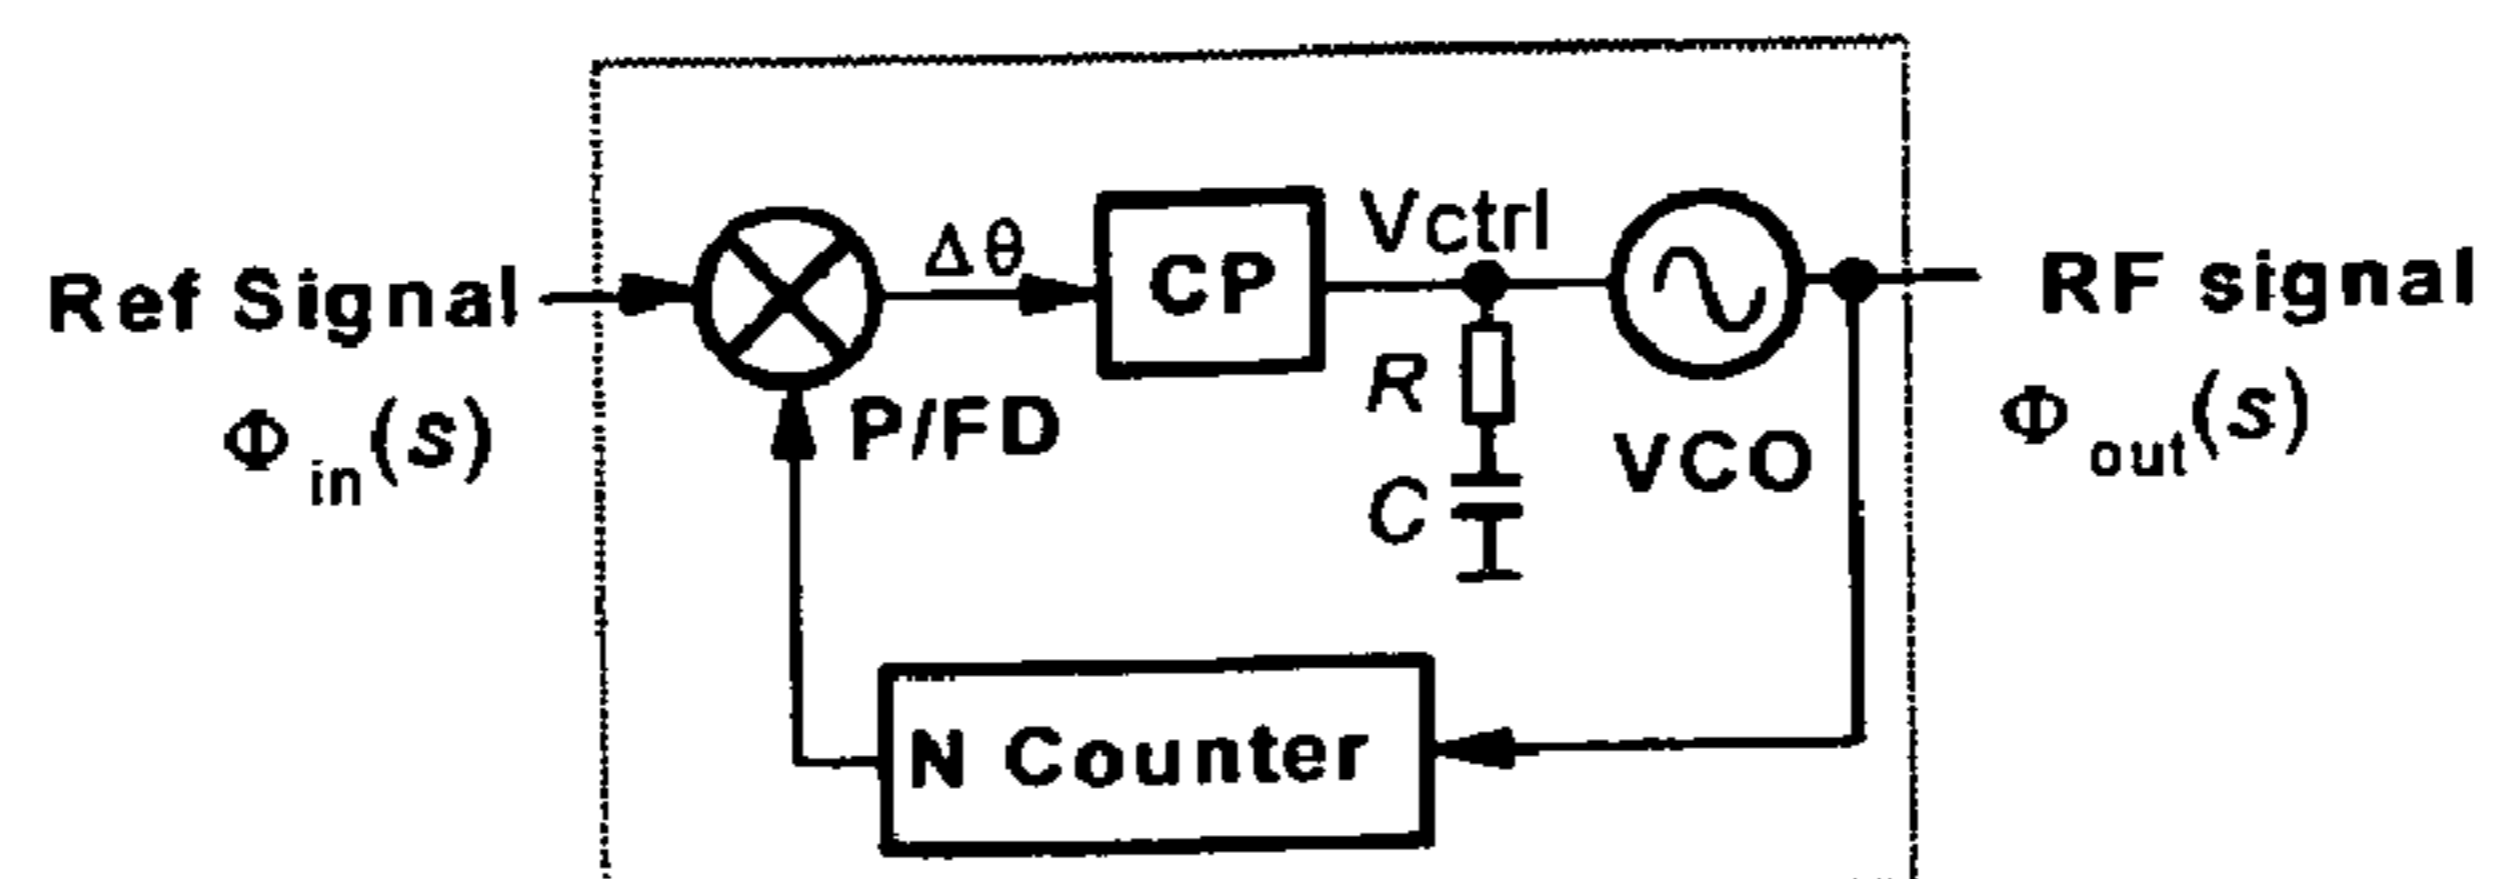 Ref Signal
Φin(s)
Δθ
P/FD
CP
Vctrl
R
C
VCO
RF signal
Φout(s)
N Counter